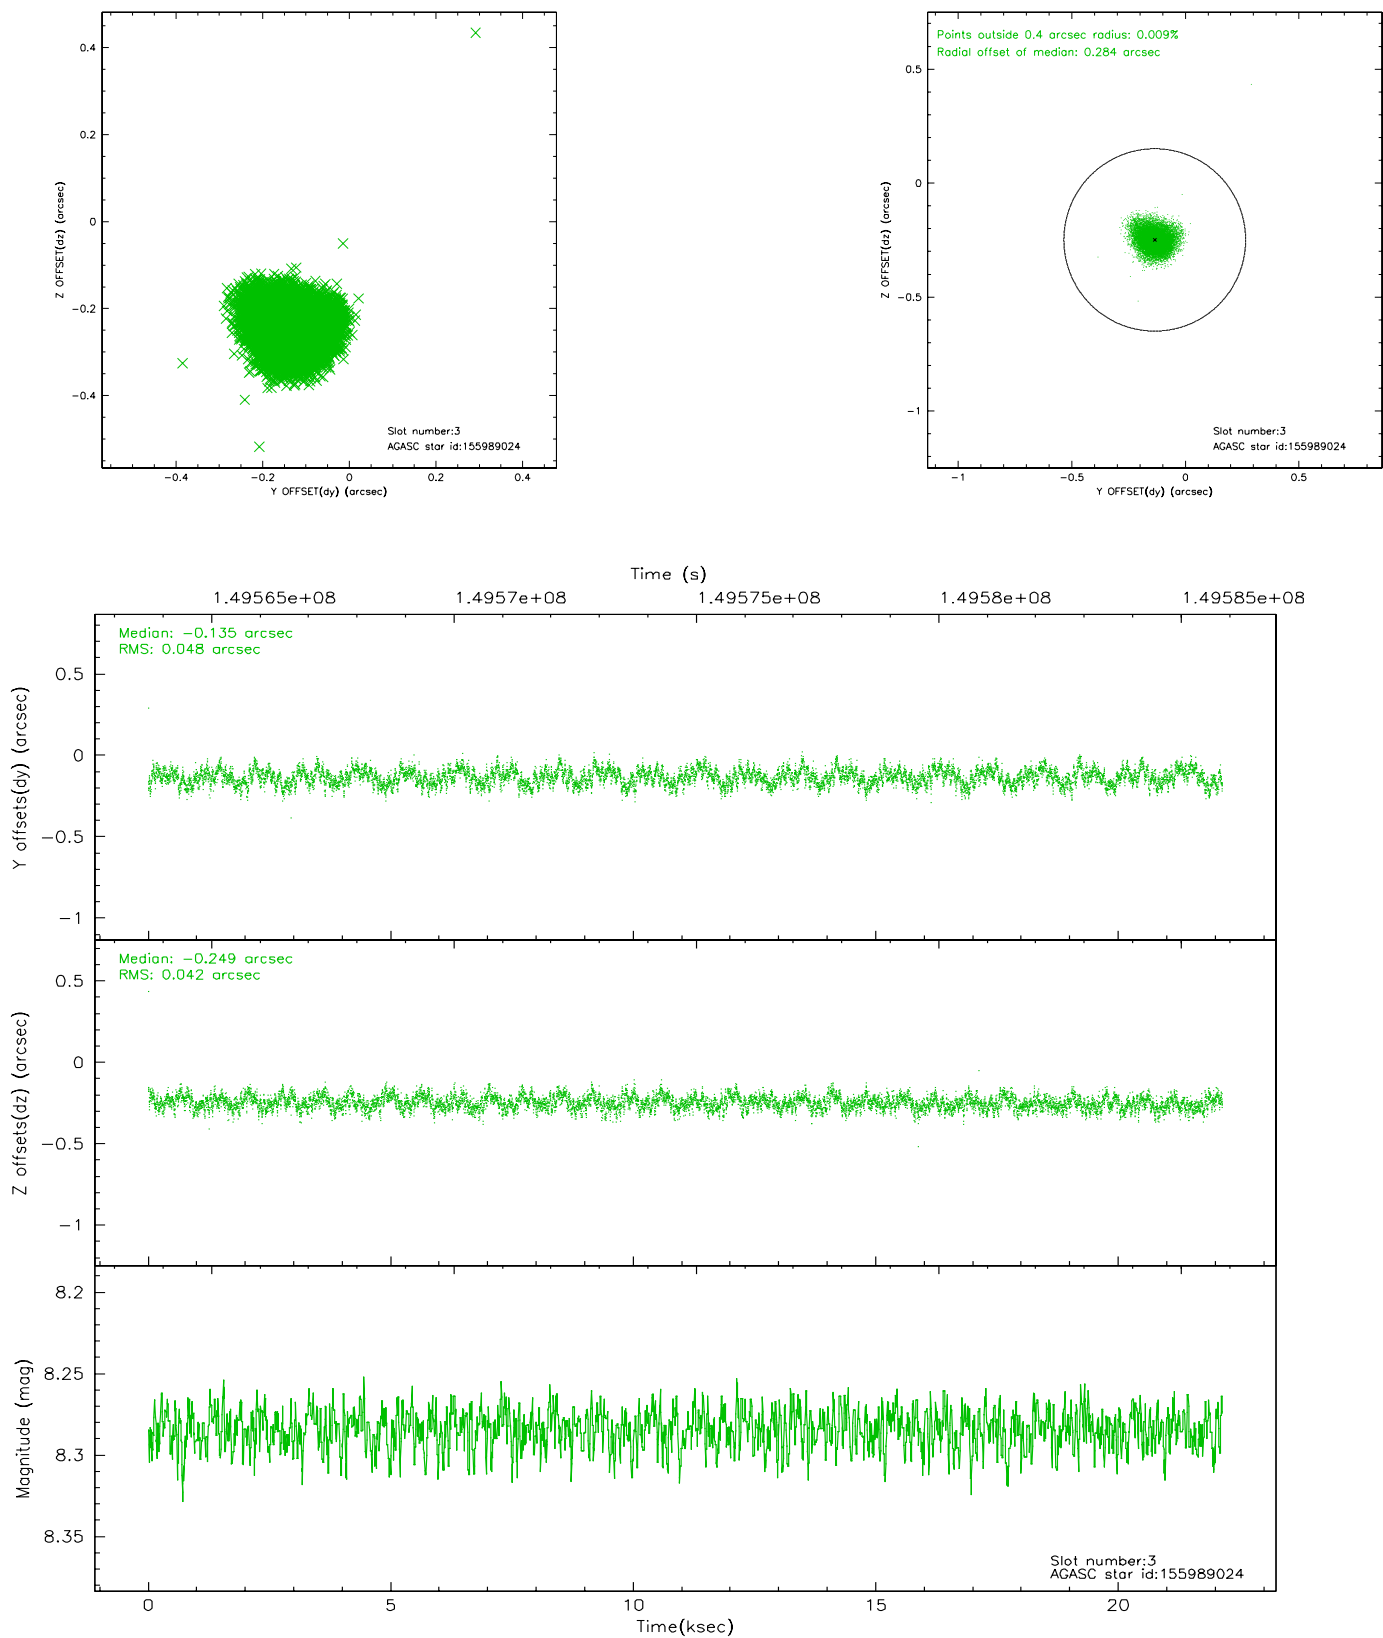 0.4
0.2
0
−0.2
−0.4
Z OFFSET(dz) (arcsec)
Slot number:3
AGASC star id:155989024
−0.4 −0.2 0 0.2 0.4
Y OFFSET(dy) (arcsec)
Points outside 0.4 arcsec radius: 0.009%
Radial offset of median: 0.284 arcsec
0.5
0
−0.5
−1
Z OFFSET(dz) (arcsec)
Slot number:3
AGASC star id:155989024
−1 −0.5 0 0.5
Y OFFSET(dy) (arcsec)
Time (s)
1.49565e+08 1.4957e+08 1.49575e+08 1.4958e+08 1.49585e+08
Median: −0.135 arcsec
RMS: 0.048 arcsec
0.5
0
−0.5
−1
Y offsets(dy) (arcsec)
Median: −0.249 arcsec
RMS: 0.042 arcsec
0.5
0
−0.5
−1
Z offsets(dz) (arcsec)
8.2
8.25
8.3
8.35
Magnitude (mag)
Slot number:3
AGASC star id:155989024
0 5 10 15 20
Time(ksec)